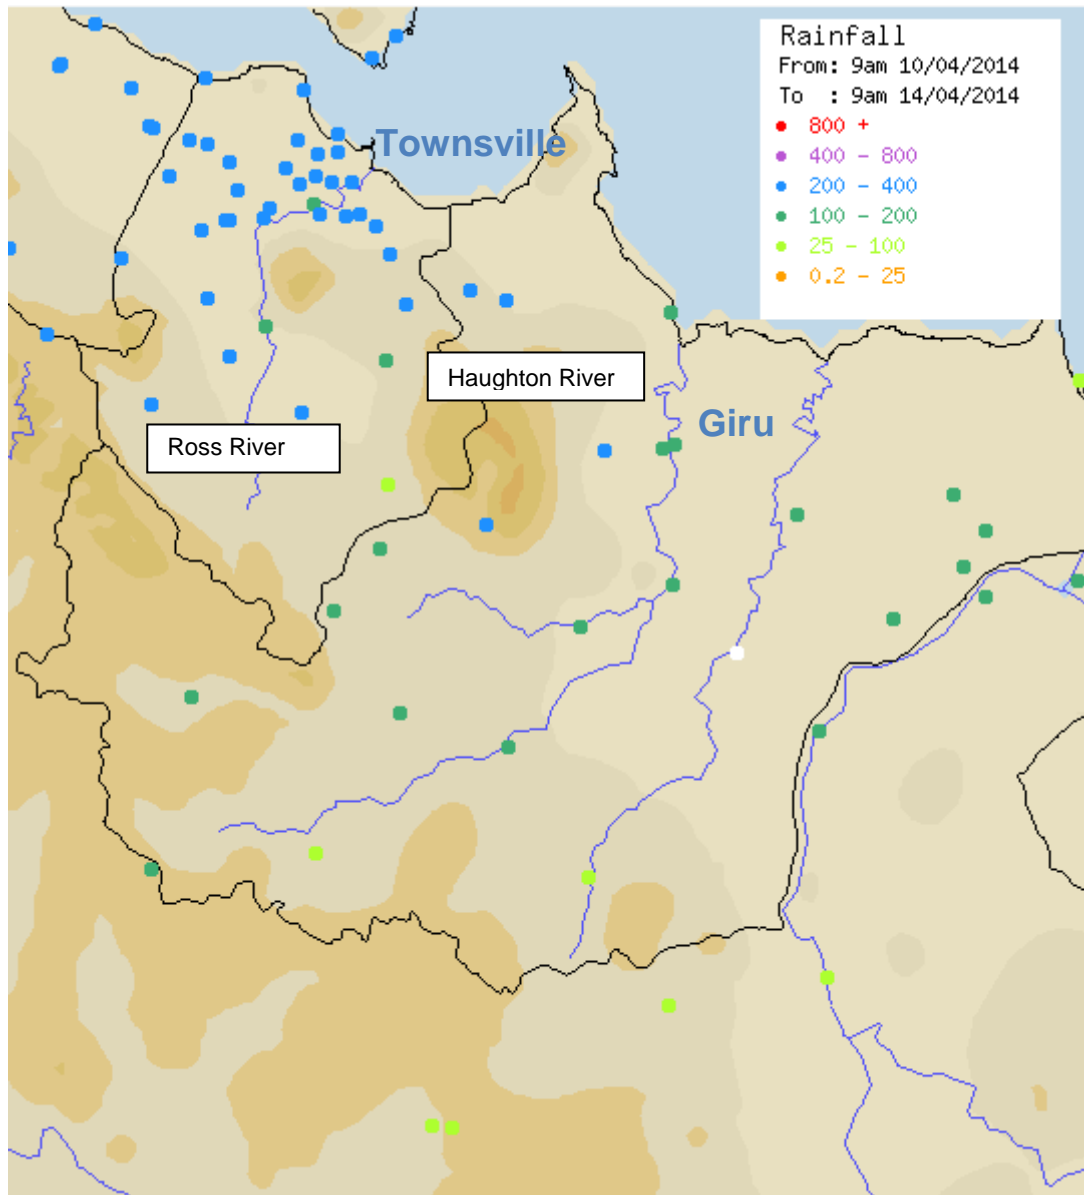 Rainfall
From: 9am 10/04/2014
To : 9am 14/04/2014
800 +
400 - 800
200 - 400
100 - 200
25 - 100
0.2 - 25
Townsville
Haughton River
Giru
Ross River